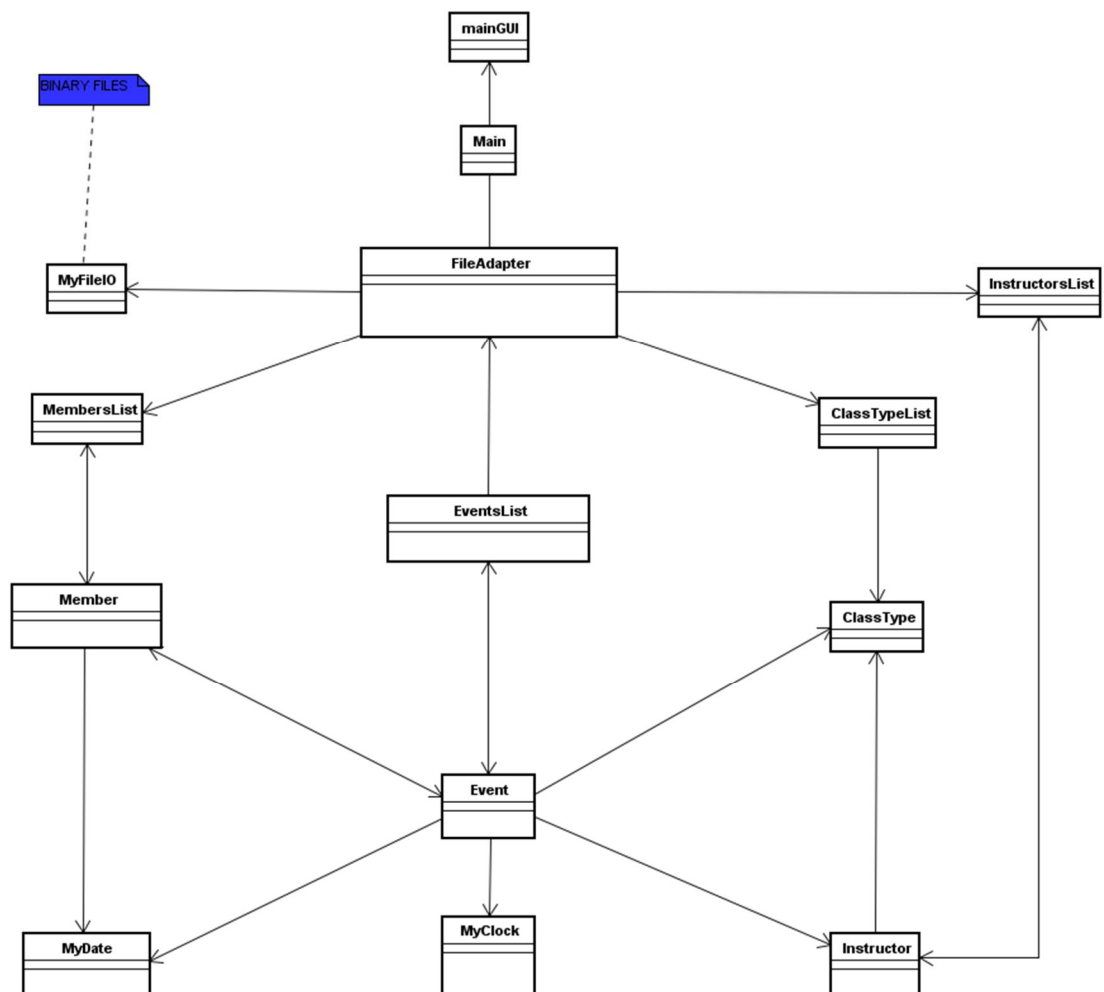 mainGUI
BINARY FILES
Main
FileAdapter
MyFileIO
InstructorsList
MembersList
ClassTypeList
EventsList
Member
ClassType
Event
MyClock
MyDate
Instructor